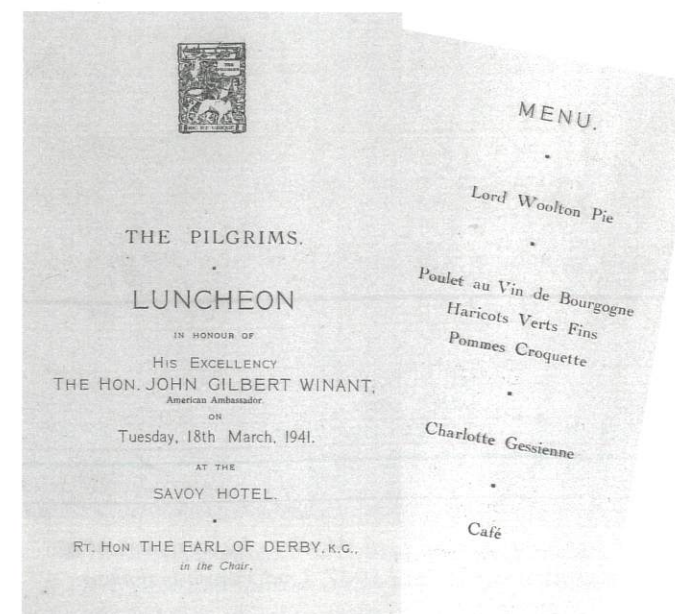 THE PILGRIMS.
LUNCHEON
IN HONOUR OF
HIS EXCELLENCY
THE HON. JOHN GILBERT WINANT,
American Ambassador.
ON
Tuesday, 18th March, 1941.
AT THE
SAVOY HOTEL.
RT. HON THE EARL OF DERBY, K.G.,
in the Chair.
MENU.
Lord Woolton Pie
Poulet au Vin de Bourgogne
Haricots Verts Fins
Pommes Croquette
Charlotte Gessienne
Café